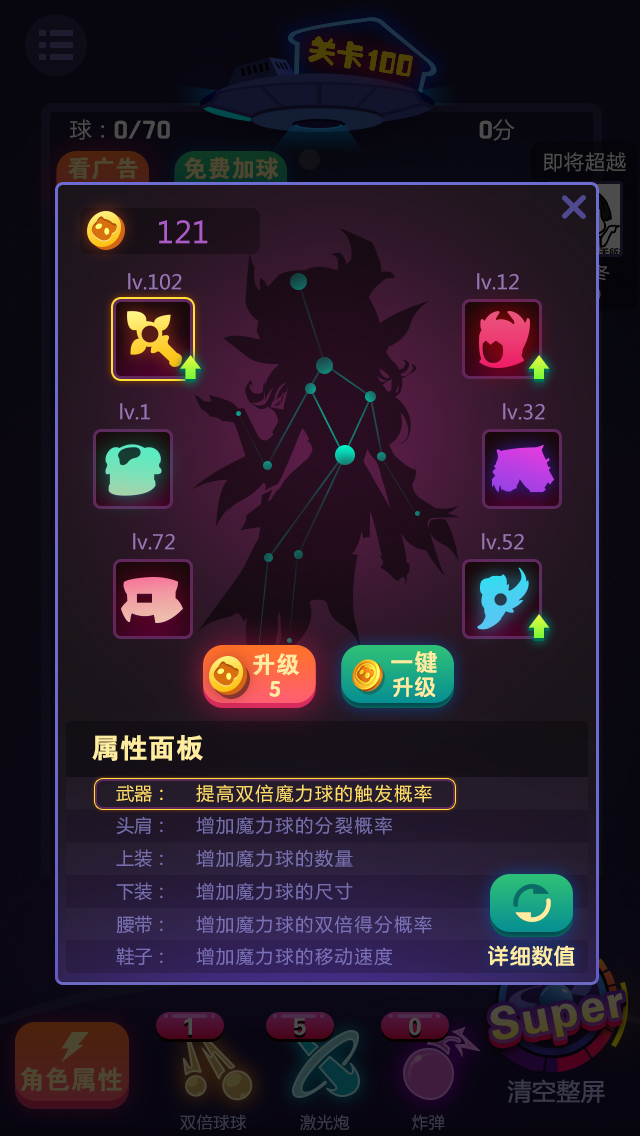 关卡100
球：0/70
0分
看广告
免费加球
即将超越
121
lv.102
lv.12
lv.1
lv.32
lv.72
lv.52
升级
5
一键
升级
属性面板
武器： 提高双倍魔力球的触发概率
头肩： 增加魔力球的分裂概率
上装： 增加魔力球的数量
下装： 增加魔力球的尺寸
腰带： 增加魔力球的双倍得分概率
鞋子： 增加魔力球的移动速度
详细数值
角色属性
1
双倍球球
5
激光炮
0
炸弹
Super
清空整屏